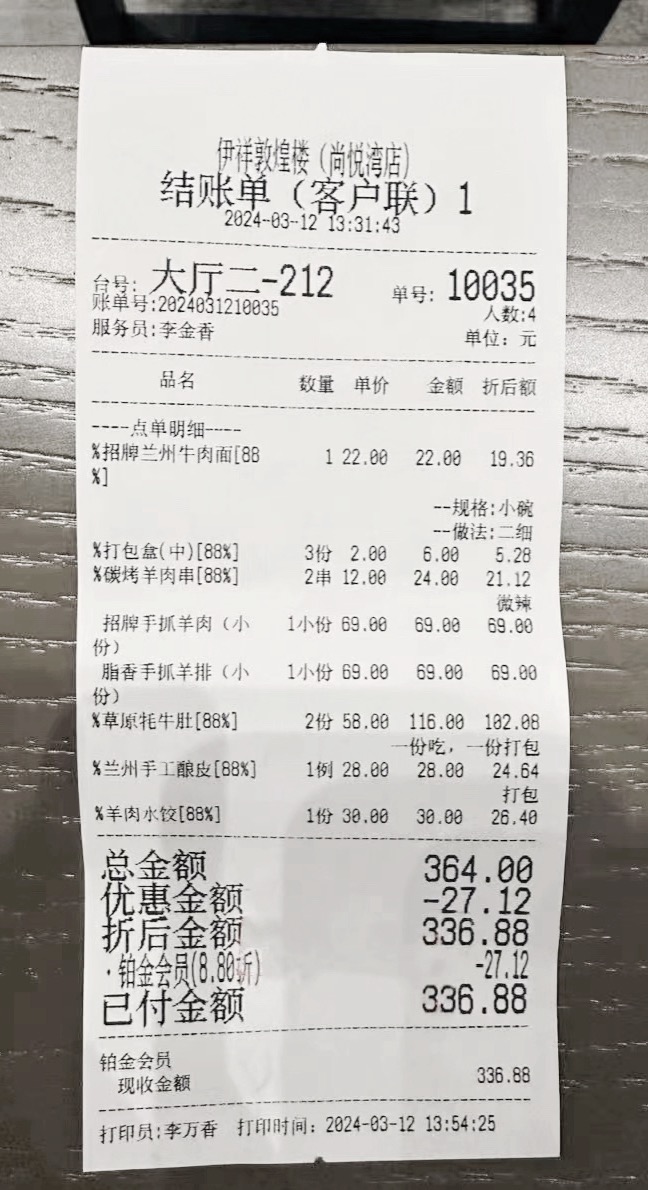 伊祥敦煌楼（尚悦湾店）
结账单（客户联）1
2024-03-12 13:31:43
台号: 大厅二-212 单号: 10035
账单号:2024031210035 人数:4
服务员:李金香 单位: 元
品名 数量 单价 金额 折后额
----点单明细----
%招牌兰州牛肉面[88 1 22.00 22.00 19.36
%]
--规格:小碗
--做法:二细
%打包盒(中)[88%] 3份 2.00 6.00 5.28
%碳烤羊肉串[88%] 2串 12.00 24.00 21.12
微辣
招牌手抓羊肉（小 1小份 69.00 69.00 69.00
份）
脂香手抓羊排（小 1小份 69.00 69.00 69.00
份）
%草原牦牛肚[88%] 2份 58.00 116.00 102.08
一份吃，一份打包
%兰州手工酿皮[88%] 1例 28.00 28.00 24.64
打包
%羊肉水饺[88%] 1份 30.00 30.00 26.40
总金额 364.00
优惠金额 -27.12
折后金额 336.88
·铂金会员(8.80折) -27.12
已付金额 336.88
铂金会员
现收金额 336.88
打印员:李万香 打印时间: 2024-03-12 13:54:25